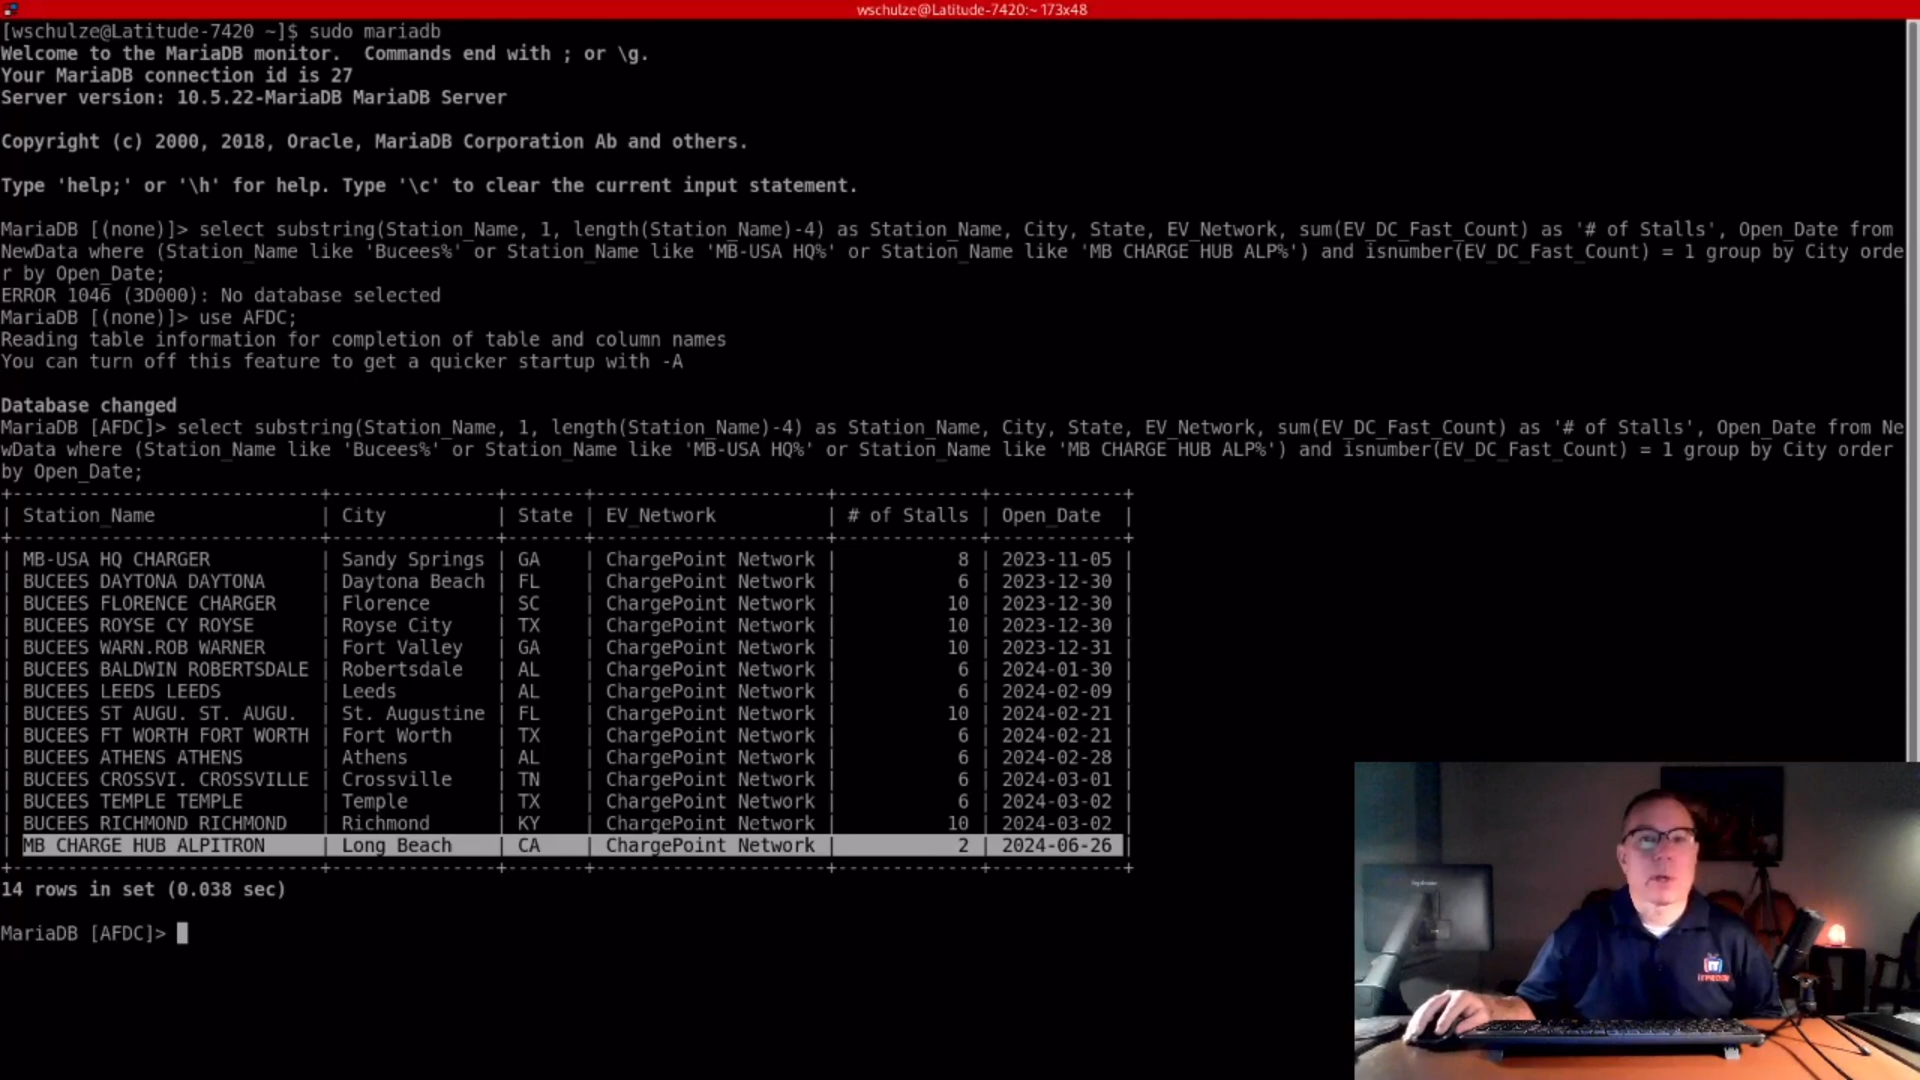 wschulze@Latitude-7420:~ 173x48
[wschulze@Latitude-7420 ~]$ sudo mariadb
Welcome to the MariaDB monitor.  Commands end with ; or \g.
Your MariaDB connection id is 27
Server version: 10.5.22-MariaDB MariaDB Server
Copyright (c) 2000, 2018, Oracle, MariaDB Corporation Ab and others.
Type 'help;' or '\h' for help. Type '\c' to clear the current input statement.
MariaDB [(none)]> select substring(Station_Name, 1, length(Station_Name)-4) as Station_Name, City, State, EV_Network, sum(EV_DC_Fast_Count) as '# of Stalls', Open_Date from
NewData where (Station_Name like 'Bucees%' or Station_Name like 'MB-USA HQ%' or Station_Name like 'MB CHARGE HUB ALP%') and isnumber(EV_DC_Fast_Count) = 1 group by City orde
r by Open_Date;
ERROR 1046 (3D000): No database selected
MariaDB [(none)]> use AFDC;
Reading table information for completion of table and column names
You can turn off this feature to get a quicker startup with -A
Database changed
MariaDB [AFDC]> select substring(Station_Name, 1, length(Station_Name)-4) as Station_Name, City, State, EV_Network, sum(EV_DC_Fast_Count) as '# of Stalls', Open_Date from Ne
wData where (Station_Name like 'Bucees%' or Station_Name like 'MB-USA HQ%' or Station_Name like 'MB CHARGE HUB ALP%') and isnumber(EV_DC_Fast_Count) = 1 group by City order
by Open_Date;
+---------------------------+--------------+-------+---------------------+-------------+------------+
| Station_Name | City | State | EV_Network | # of Stalls | Open_Date |
+---------------------------+--------------+-------+---------------------+-------------+------------+
| MB-USA HQ CHARGER | Sandy Springs | GA | ChargePoint Network | 8 | 2023-11-05 |
| BUCEES DAYTONA DAYTONA | Daytona Beach | FL | ChargePoint Network | 6 | 2023-12-30 |
| BUCEES FLORENCE CHARGER | Florence | SC | ChargePoint Network | 10 | 2023-12-30 |
| BUCEES ROYSE CY ROYSE | Royse City | TX | ChargePoint Network | 10 | 2023-12-30 |
| BUCEES WARN.ROB WARNER | Fort Valley | GA | ChargePoint Network | 10 | 2023-12-31 |
| BUCEES BALDWIN ROBERTSDALE | Robertsdale | AL | ChargePoint Network | 6 | 2024-01-30 |
| BUCEES LEEDS LEEDS | Leeds | AL | ChargePoint Network | 6 | 2024-02-09 |
| BUCEES ST AUGU. ST. AUGU. | St. Augustine | FL | ChargePoint Network | 10 | 2024-02-21 |
| BUCEES FT WORTH FORT WORTH | Fort Worth | TX | ChargePoint Network | 6 | 2024-02-21 |
| BUCEES ATHENS ATHENS | Athens | AL | ChargePoint Network | 6 | 2024-02-28 |
| BUCEES CROSSVI. CROSSVILLE | Crossville | TN | ChargePoint Network | 6 | 2024-03-01 |
| BUCEES TEMPLE TEMPLE | Temple | TX | ChargePoint Network | 6 | 2024-03-02 |
| BUCEES RICHMOND RICHMOND | Richmond | KY | ChargePoint Network | 10 | 2024-03-02 |
| MB CHARGE HUB ALPITRON | Long Beach | CA | ChargePoint Network | 2 | 2024-06-26 |
+---------------------------+--------------+-------+---------------------+-------------+------------+
14 rows in set (0.038 sec)
MariaDB [AFDC]>